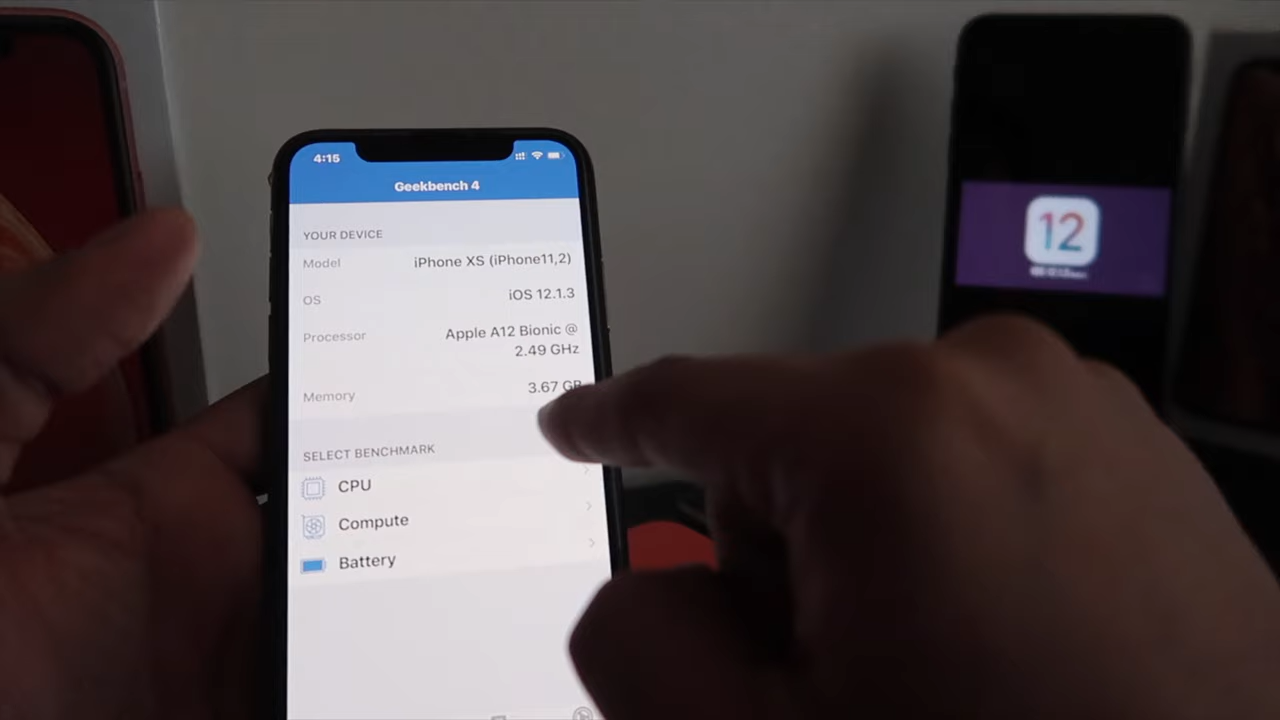 4:15
Geekbench 4
YOUR DEVICE
Model iPhone XS (iPhone11,2)
OS iOS 12.1.3
Processor Apple A12 Bionic @
2.49 GHz
Memory 3.67 GB
SELECT BENCHMARK
CPU
Compute
Battery
12